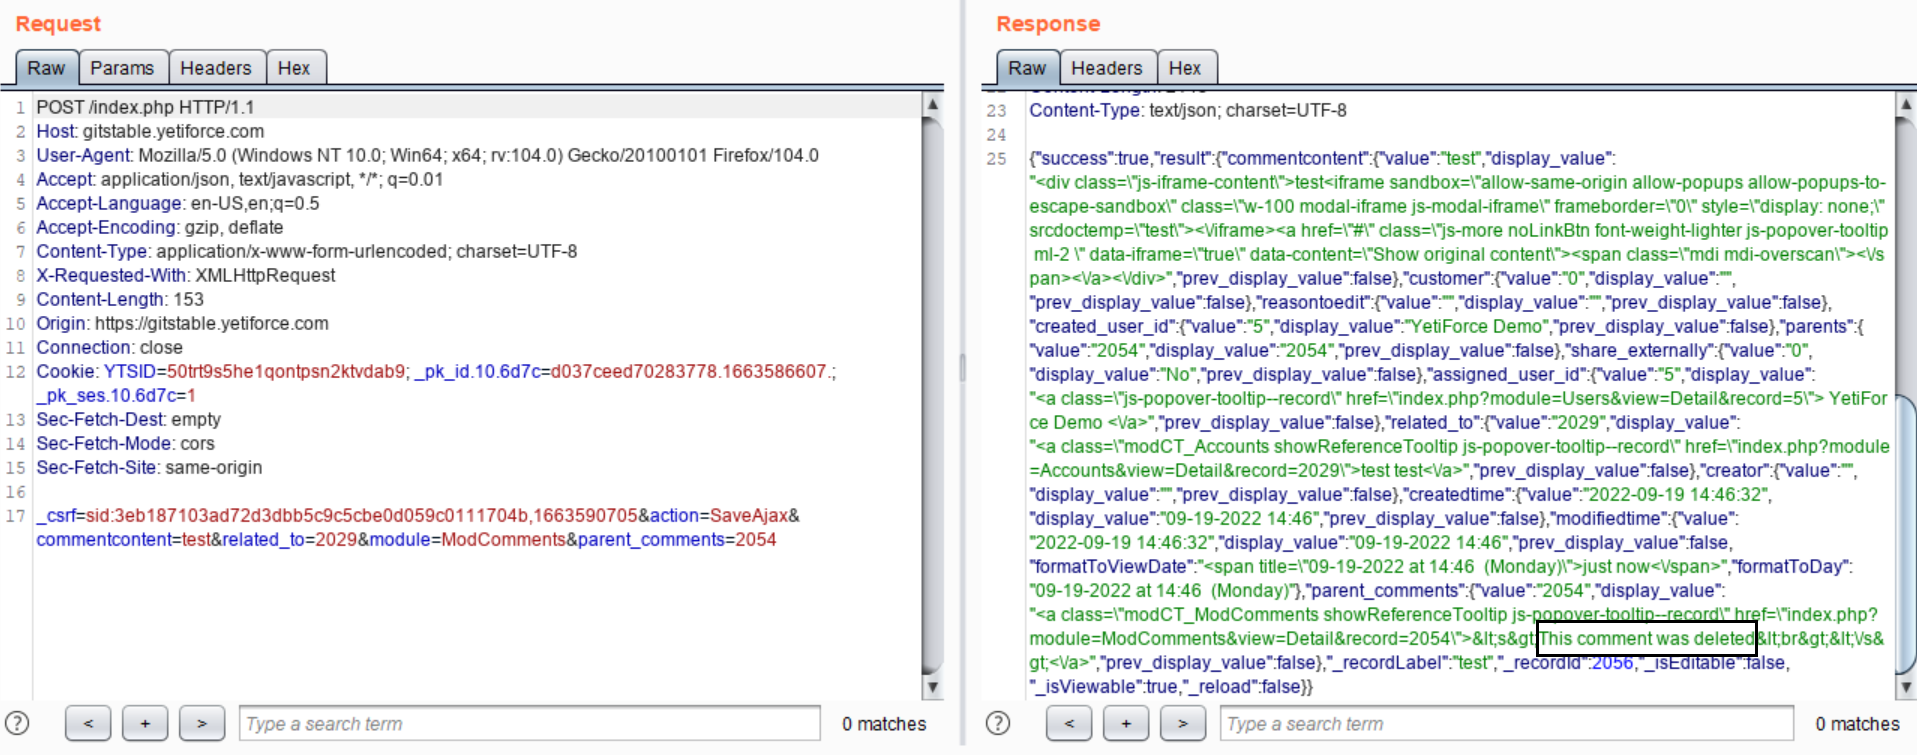 Request
Raw Params Headers Hex
1 POST /index.php HTTP/1.1
2 Host: gitstable.yetiforce.com
3 User-Agent: Mozilla/5.0 (Windows NT 10.0; Win64; x64; rv:104.0) Gecko/20100101 Firefox/104.0
4 Accept: application/json, text/javascript, */*; q=0.01
5 Accept-Language: en-US,en;q=0.5
6 Accept-Encoding: gzip, deflate
7 Content-Type: application/x-www-form-urlencoded; charset=UTF-8
8 X-Requested-With: XMLHttpRequest
9 Content-Length: 153
10 Origin: https://gitstable.yetiforce.com
11 Connection: close
12 Cookie: YTSID=50trt9s5he1qontpsn2ktvdab9; _pk_id.10.6d7c=d037ceed70283778.1663586607.;
_pk_ses.10.6d7c=1
13 Sec-Fetch-Dest: empty
14 Sec-Fetch-Mode: cors
15 Sec-Fetch-Site: same-origin
16
17 _csrf=sid:3eb187103ad72d3dbb5c9c5cbe0d059c0111704b,1663590705&action=SaveAjax&
commentcontent=test&related_to=2029&module=ModComments&parent_comments=2054
? < + > Type a search term 0 matches
Response
Raw Headers Hex
23 Content-Type: text/json; charset=UTF-8
24
25 {"success":true,"result":{"commentcontent":{"value":"test","display_value":
"<div class=\"js-iframe-content\">test<iframe sandbox=\"allow-same-origin allow-popups allow-popups-to-
escape-sandbox\" class=\"w-100 modal-iframe js-modal-iframe\" frameborder=\"0\" style=\"display: none;\"
srcdoctemp=\"test\"><\/iframe><a href=\"#\" class=\"js-more noLinkBtn font-weight-lighter js-popover-tooltip
ml-2 \" data-iframe=\"true\" data-content=\"Show original content\"><span class=\"mdi mdi-overscan\"><\/s
pan><\/a><\/div>","prev_display_value":false},"customer":{"value":"0","display_value":"",
"prev_display_value":false},"reasontoedit":{"value":"","display_value":"","prev_display_value":false},
"created_user_id":{"value":"5","display_value":"YetiForce Demo","prev_display_value":false},"parents":{
"value":"2054","display_value":"2054","prev_display_value":false},"share_externally":{"value":"0",
"display_value":"No","prev_display_value":false},"assigned_user_id":{"value":"5","display_value":
"<a class=\"js-popover-tooltip--record\" href=\"index.php?module=Users&view=Detail&record=5\"> YetiFor
ce Demo <\/a>","prev_display_value":false},"related_to":{"value":"2029","display_value":
"<a class=\"modCT_Accounts showReferenceTooltip js-popover-tooltip--record\" href=\"index.php?module
=Accounts&view=Detail&record=2029\">test test<\/a>","prev_display_value":false},"creator":{"value":"",
"display_value":"","prev_display_value":false},"createdtime":{"value":"2022-09-19 14:46:32",
"display_value":"09-19-2022 14:46","prev_display_value":false},"modifiedtime":{"value":
"2022-09-19 14:46:32","display_value":"09-19-2022 14:46","prev_display_value":false,
"formatToViewDate":"<span title=\"09-19-2022 at 14:46  (Monday)\">just now<\/span>","formatToDay":
"09-19-2022 at 14:46  (Monday)"},"parent_comments":{"value":"2054","display_value":
"<a class=\"modCT_ModComments showReferenceTooltip js-popover-tooltip--record\" href=\"index.php?
module=ModComments&view=Detail&record=2054\">&lt;s&gt;This comment was deleted&lt;br&gt;&lt;\/s&
gt;<\/a>","prev_display_value":false},"_recordLabel":"test","_recordId":2056,"_isEditable":false,
"_isViewable":true,"_reload":false}}
? < + > Type a search term 0 matches